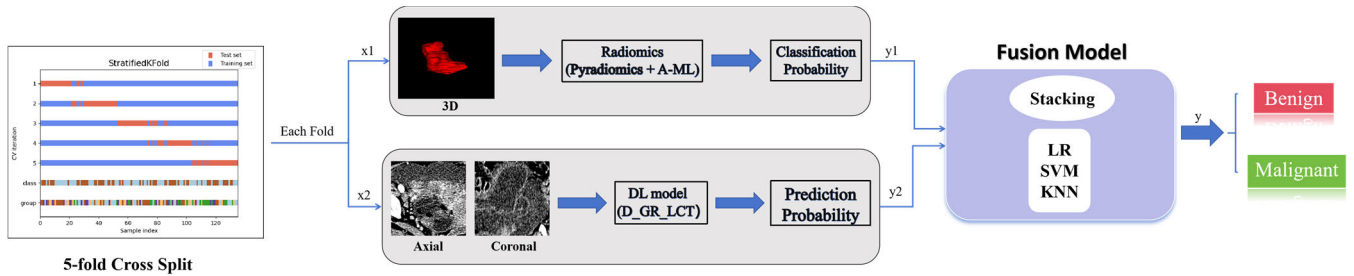 StratifiedKFold
Test set
Training set
CV iteration
1
2
3
4
5
class
group
0 20 40 60 80 100 120
Sample index
5-fold Cross Split
Each Fold
x1
3D
Radiomics
(Pyradiomics + A-ML)
Classification
Probability
y1
x2
Axial
Coronal
DL model
(D_GR_LCT)
Prediction
Probability
y2
Fusion Model
Stacking
LR
SVM
KNN
y
Benign
Malignant